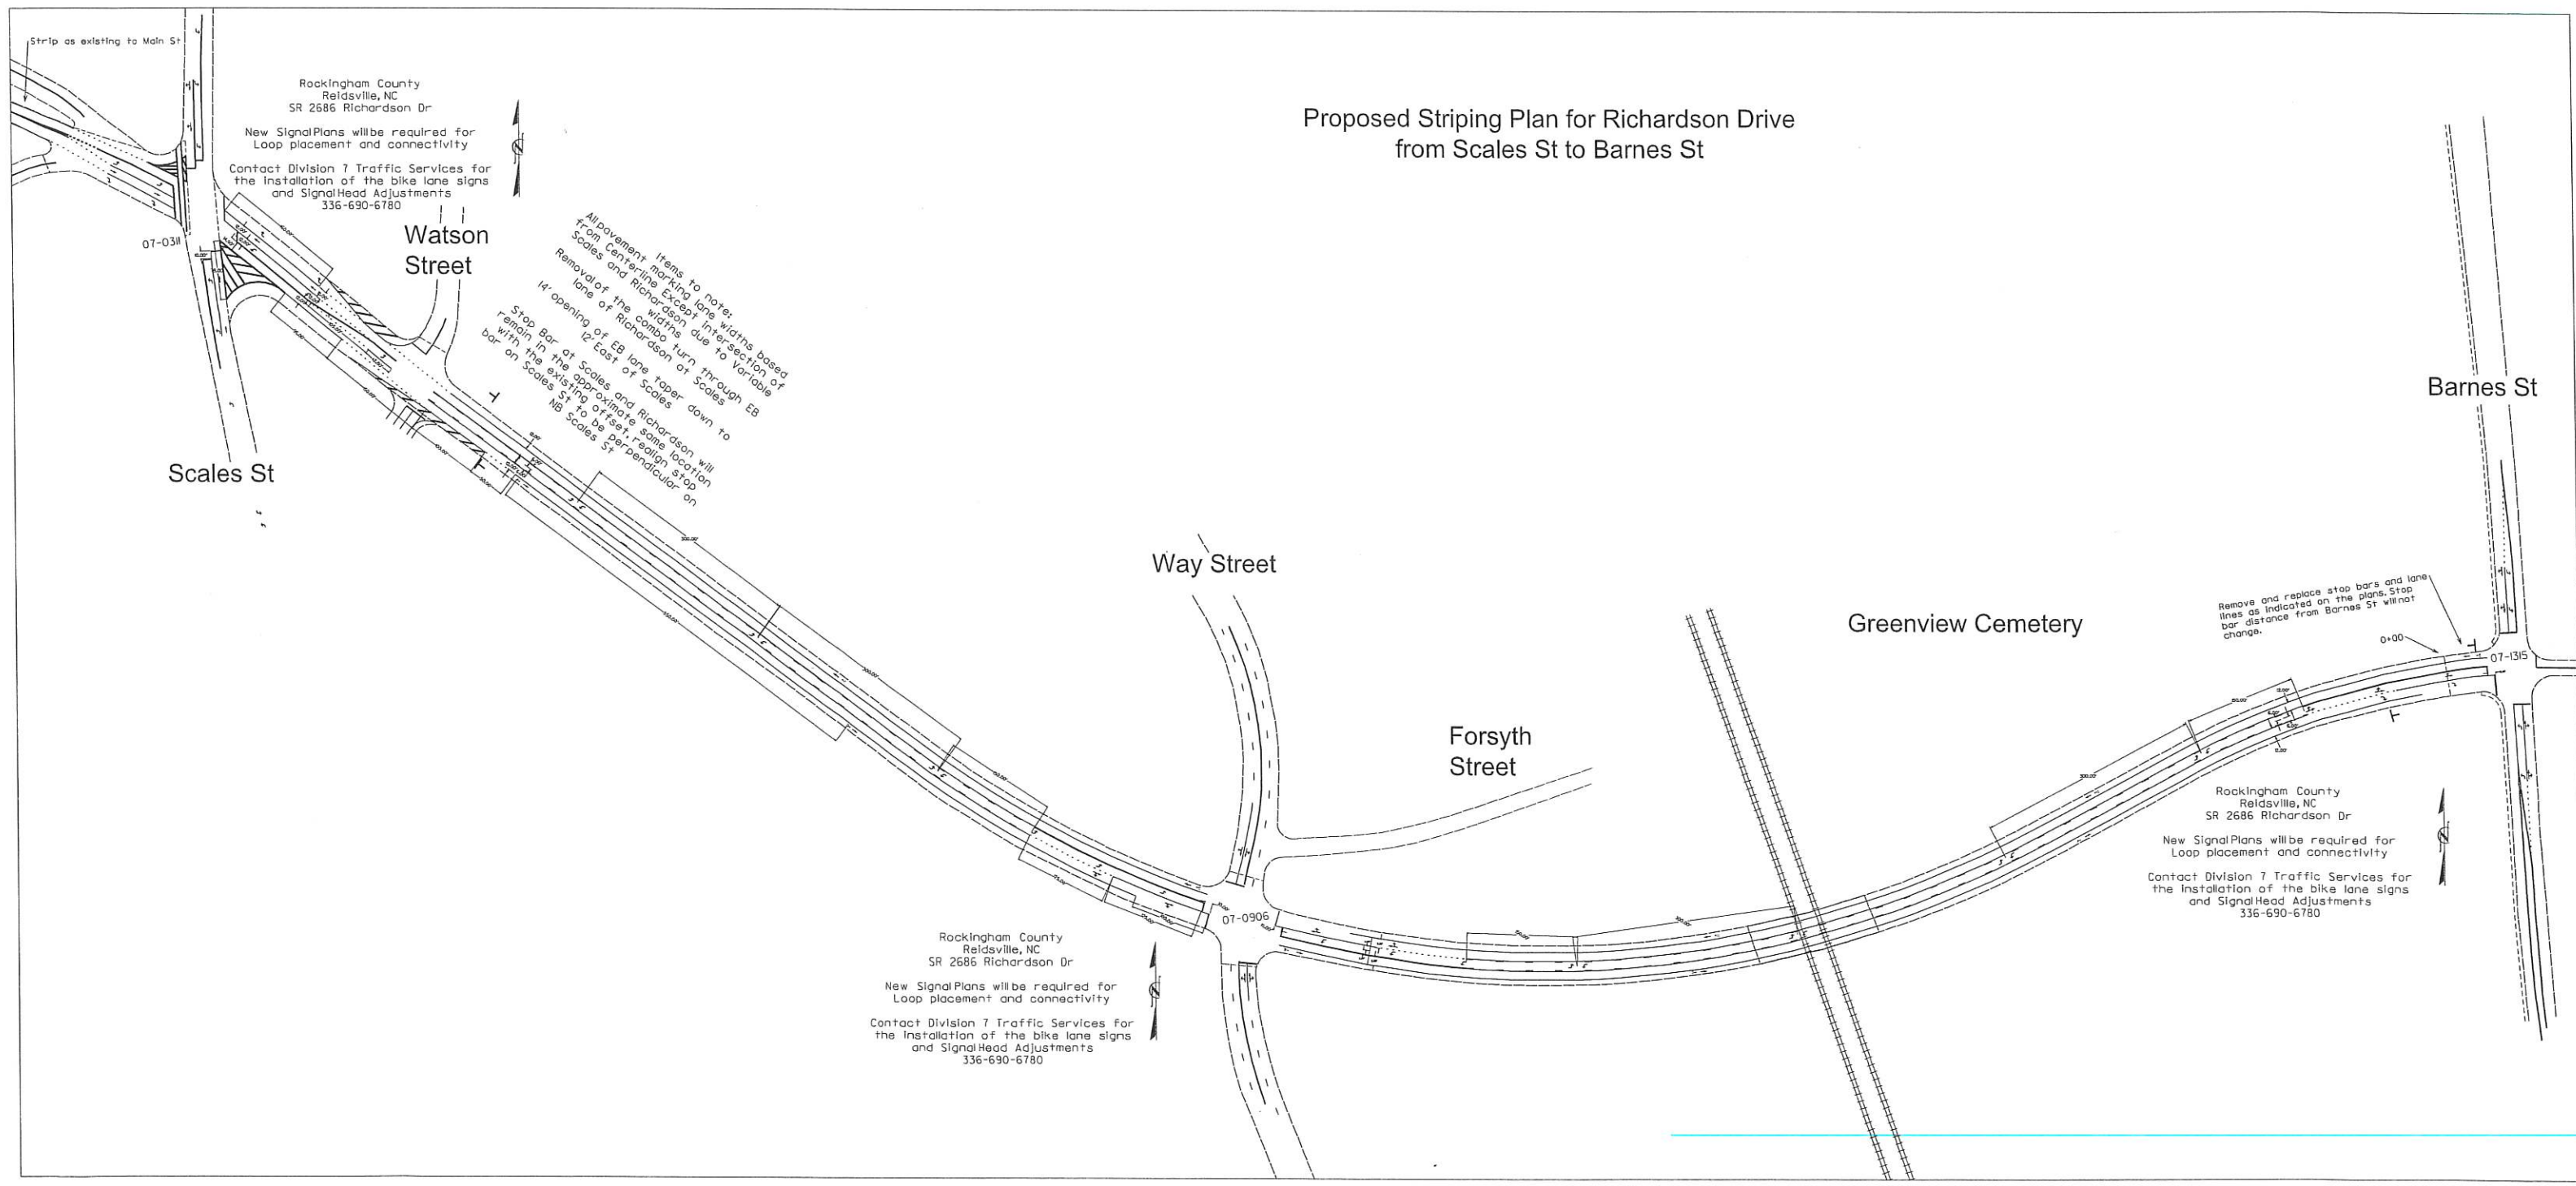 Strip as existing to Main St
Rockingham County
Reidsville, NC
SR 2686 Richardson Dr
New Signal Plans will be required for
Loop placement and connectivity
Contact Division 7 Traffic Services for
the installation of the bike lane signs
and Signal Head Adjustments
336-690-6780
Proposed Striping Plan for Richardson Drive
from Scales St to Barnes St
07-0311
Watson
Street
Items to note:
All pavement marking lane widths based
from Centerline Except intersection of
Scales and Richardson due to Variable
widths
Removal of the combo turn through EB
lane of Richardson at Scales
14' opening of EB lane taper down to
12' East of Scales
Stop Bar at Scales and Richardson will
remain in the approximate same location
with the existing offset, realign stop
bar on Scales St to be perpendicular on
NB Scales St
Scales St
Barnes St
Way Street
Greenview Cemetery
Remove and replace stop bars and lane
lines as indicated on the plans. Stop
bar distance from Barnes St will not
change.
0+00
07-1315
Forsyth
Street
300.00'
300.00'
07-0906
Rockingham County
Reidsville, NC
SR 2686 Richardson Dr
New Signal Plans will be required for
Loop placement and connectivity
Contact Division 7 Traffic Services for
the installation of the bike lane signs
and Signal Head Adjustments
336-690-6780
Rockingham County
Reidsville, NC
SR 2686 Richardson Dr
New Signal Plans will be required for
Loop placement and connectivity
Contact Division 7 Traffic Services for
the installation of the bike lane signs
and Signal Head Adjustments
336-690-6780